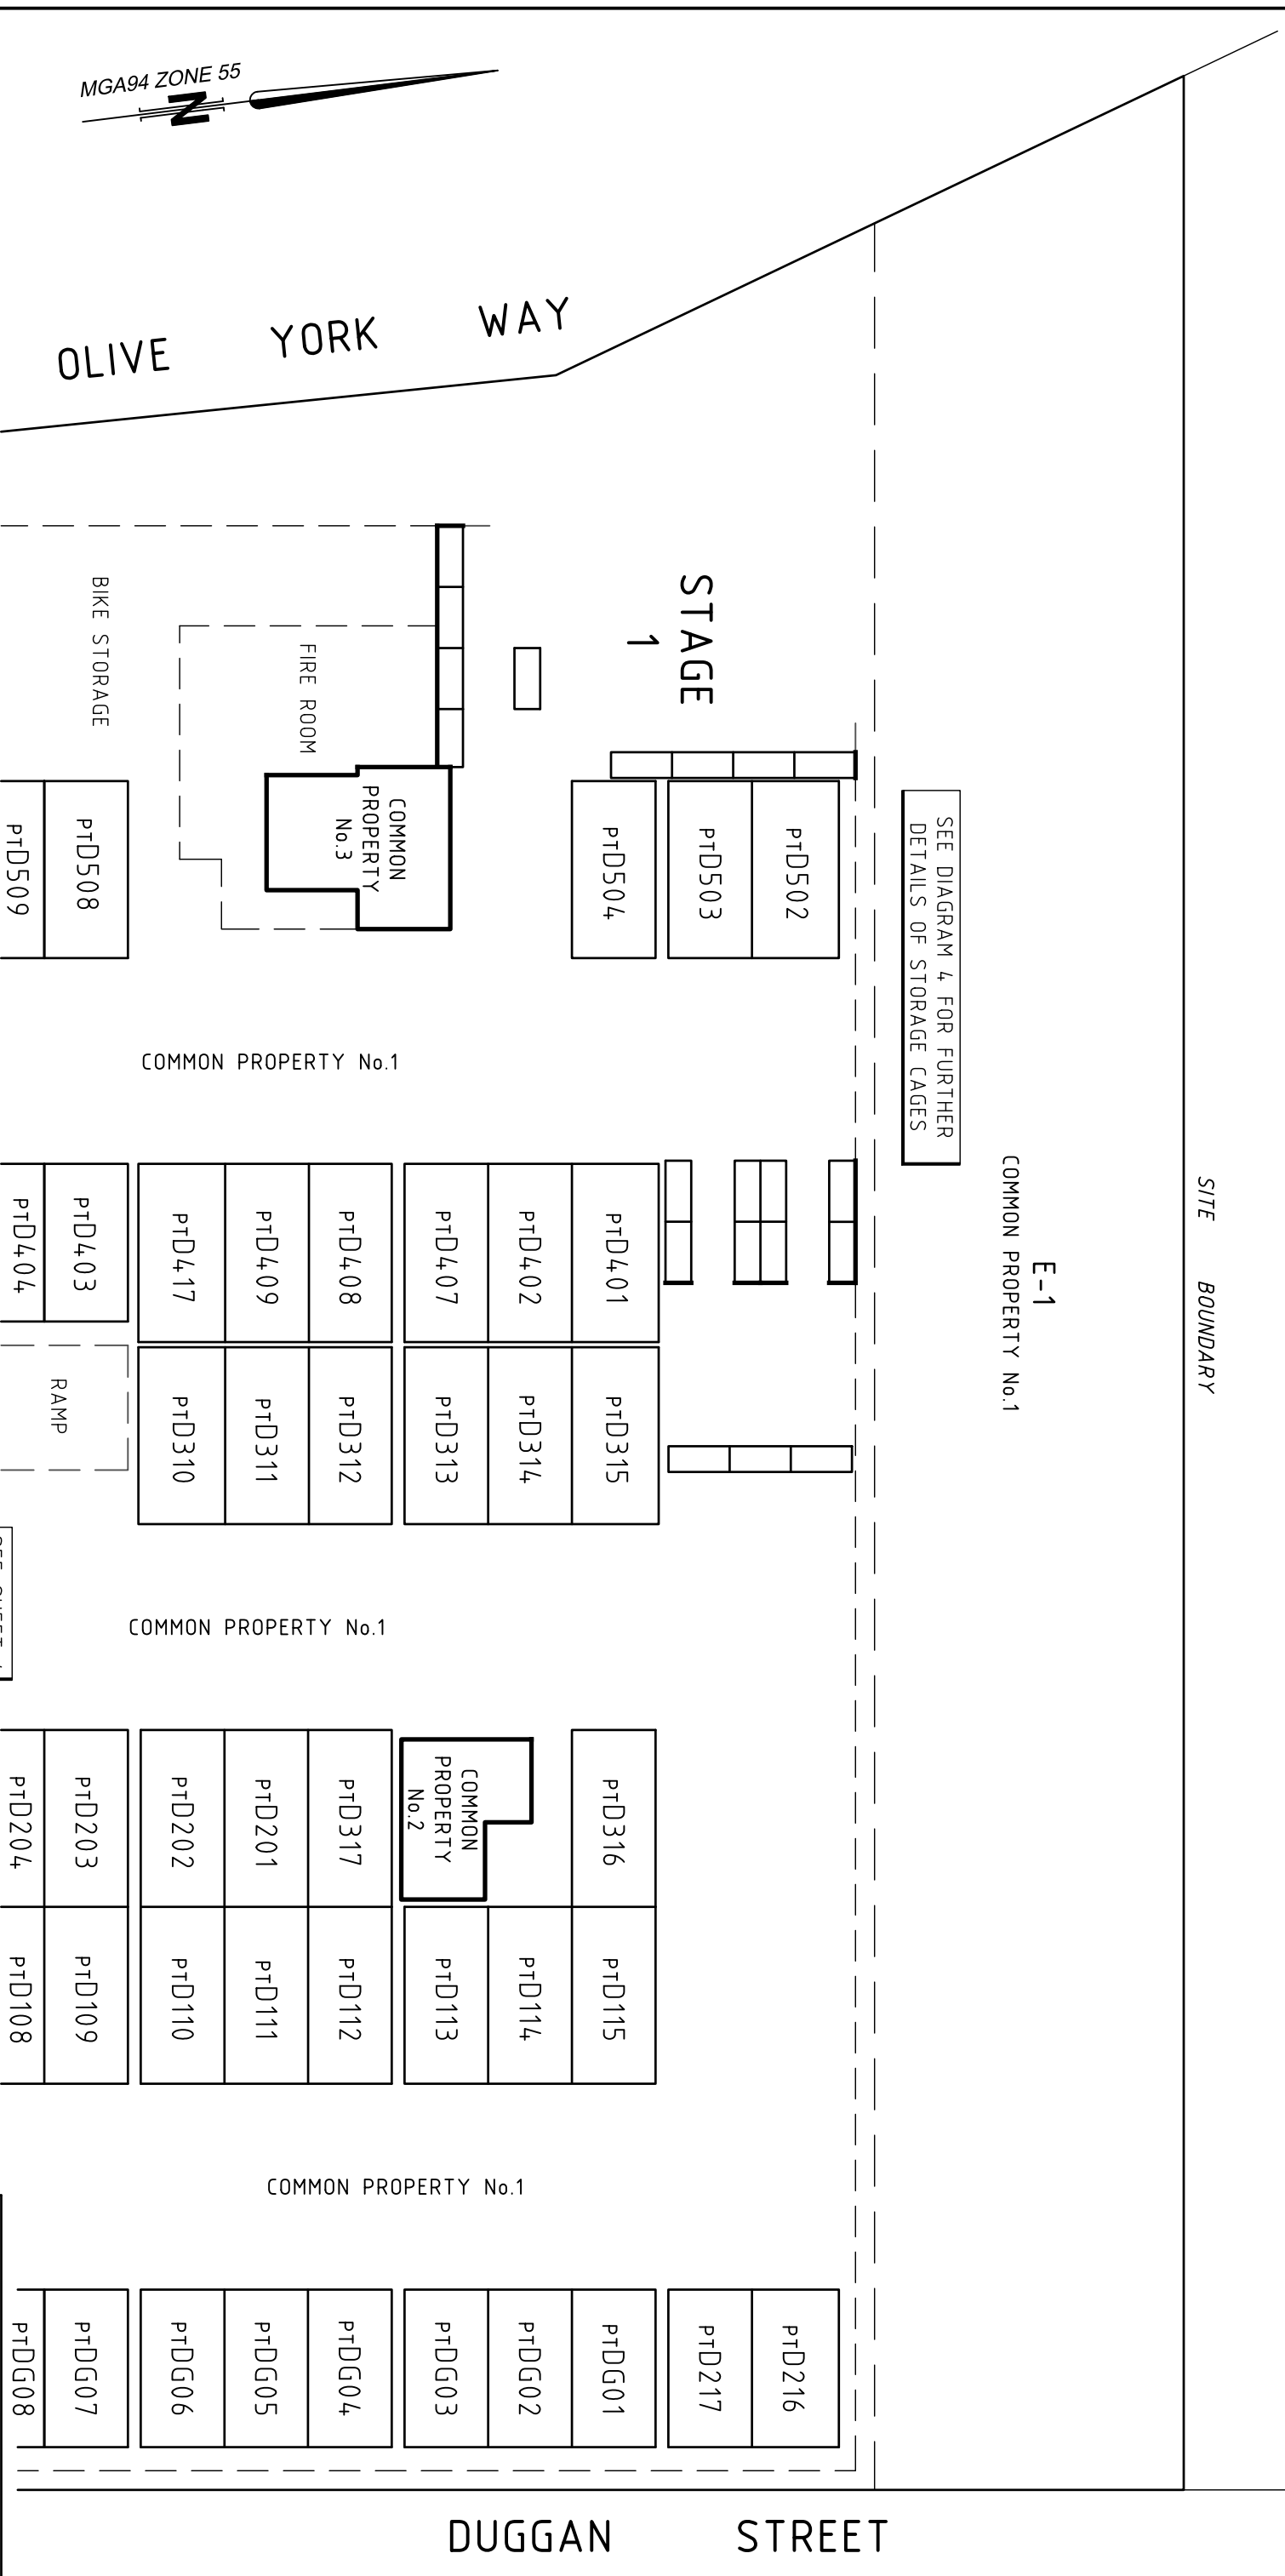 MGA94 ZONE 55
N
OLIVE YORK WAY
STAGE
1
BIKE STORAGE
FIRE ROOM
COMMON
PROPERTY
No.3
PTD509
PTD508
PTD504
PTD503
PTD502
SEE DIAGRAM 4 FOR FURTHER
DETAILS OF STORAGE CAGES
COMMON PROPERTY No.1
E-1
COMMON PROPERTY No.1
SITE BOUNDARY
PTD404
PTD403
PTD417
PTD409
PTD408
PTD407
PTD402
PTD401
RAMP
PTD310
PTD311
PTD312
PTD313
PTD314
PTD315
COMMON PROPERTY No.1
PTD204
PTD203
PTD202
PTD201
PTD317
COMMON
PROPERTY
No.2
PTD316
PTD108
PTD109
PTD110
PTD111
PTD112
PTD113
PTD114
PTD115
COMMON PROPERTY No.1
PTDG08
PTDG07
PTDG06
PTDG05
PTDG04
PTDG03
PTDG02
PTDG01
PTD217
PTD216
DUGGAN STREET